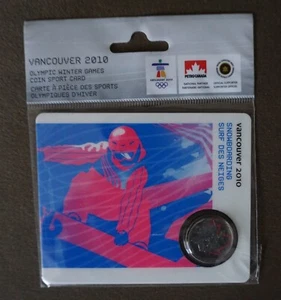 VANCOUVER 2010
OLYMPIC WINTER GAMES
COIN SPORT CARD
CARTE À PIÈCE DES SPORTS
OLYMPIQUES D'HIVER
PETRO-CANADA
vancouver 2010
SNOWBOARDING
SURF DES NEIGES